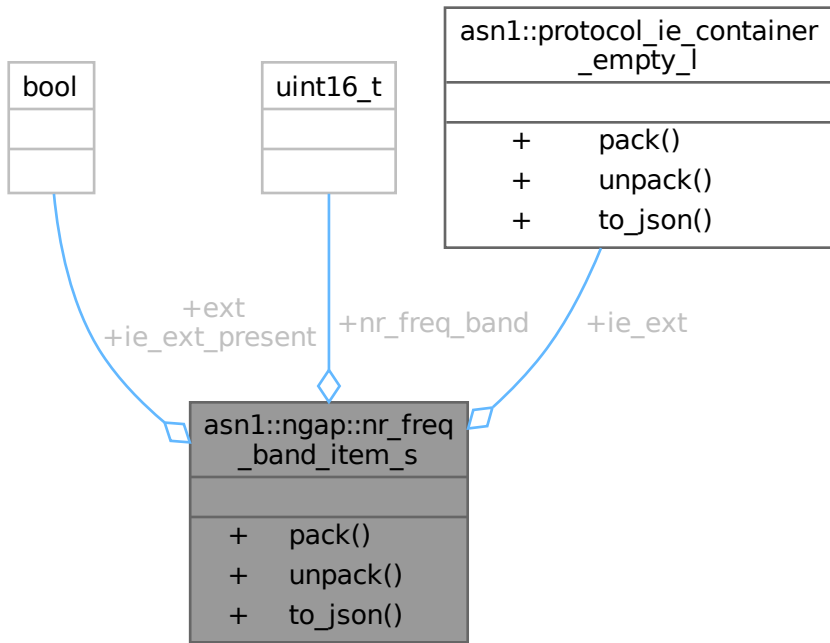 asn1::protocol_ie_container
_empty_l
bool
uint16_t
+ pack()
+ unpack()
+ to_json()
+ext
+ie_ext_present
+nr_freq_band
+ie_ext
asn1::ngap::nr_freq
_band_item_s
+ pack()
+ unpack()
+ to_json()